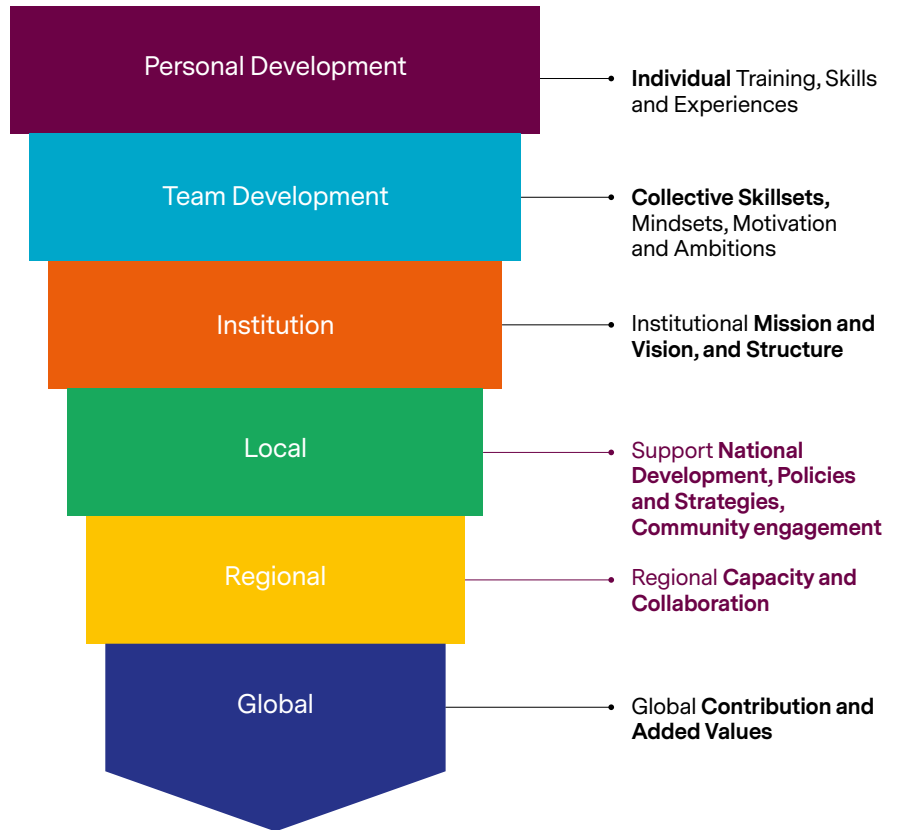 Personal Development
Individual Training, Skills
and Experiences
Team Development
Collective Skillsets,
Mindsets, Motivation
and Ambitions
Institution
Institutional Mission and
Vision, and Structure
Local
Support National
Development, Policies
and Strategies,
Community engagement
Regional
Regional Capacity and
Collaboration
Global
Global Contribution and
Added Values